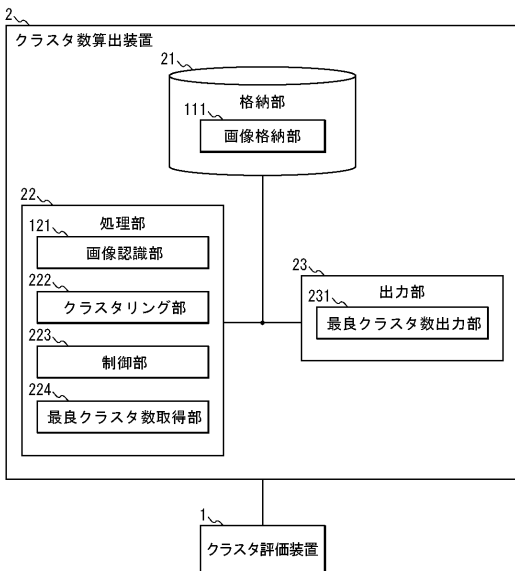 2
クラスタ数算出装置
21
格納部
111
画像格納部
22
処理部
121
画像認識部
222
クラスタリング部
223
制御部
224
最良クラスタ数取得部
23
出力部
231
最良クラスタ数出力部
1
クラスタ評価装置